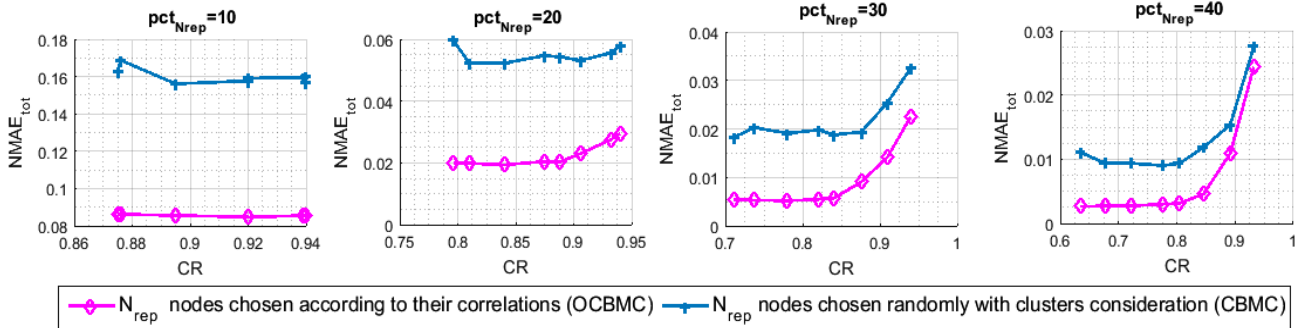 pct_Nrep=10
pct_Nrep=20
pct_Nrep=30
pct_Nrep=40
NMAE_tot
0.18
0.16
0.14
0.12
0.1
0.08
0.86 0.88 0.9 0.92 0.94
CR
NMAE_tot
0.06
0.04
0.02
0
0.75 0.8 0.85 0.9 0.95
CR
NMAE_tot
0.04
0.03
0.02
0.01
0
0.7 0.8 0.9 1
CR
NMAE_tot
0.03
0.02
0.01
0
0.6 0.7 0.8 0.9 1
CR
N_rep nodes chosen according to their correlations (OCBMC)
N_rep nodes chosen randomly with clusters consideration (CBMC)